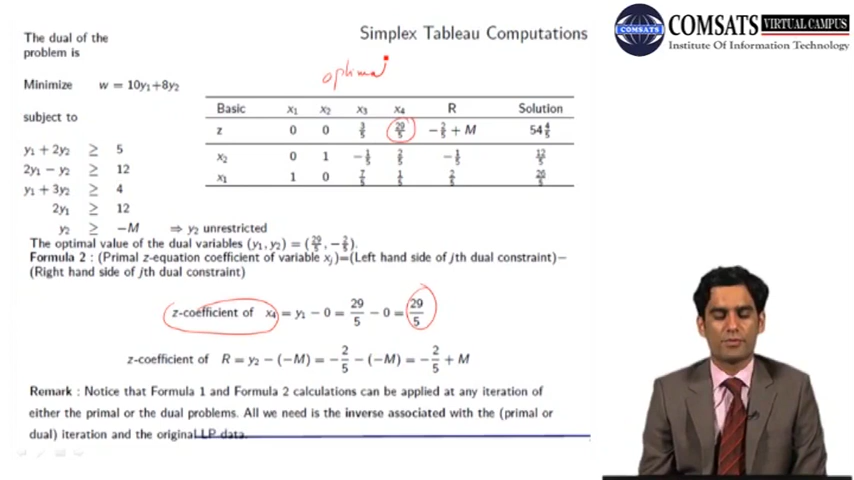 Simplex Tableau Computations
COMSATS VIRTUAL CAMPUS
Institute Of Information Technology
The dual of the
problem is
Minimize w = 10y₁+8y₂
subject to
y₁ + 2y₂ ≥ 5
2y₁ − y₂ ≥ 12
y₁ + 3y₂ ≥ 4
2y₁ ≥ 12
y₂ ≥ −M ⇒ y₂ unrestricted
optimal
Basic x₁ x₂ x₃ x₄ R Solution
z 0 0 3/5 29/5 −2/5 + M 54 4/5
x₂ 0 1 −1/5 2/5 −1/5 12/5
x₁ 1 0 7/5 1/5 2/5 26/5
The optimal value of the dual variables (y₁, y₂) = (29/5, −2/5).
Formula 2 : (Primal z-equation coefficient of variable xⱼ)=(Left hand side of jth dual constraint)−
(Right hand side of jth dual constraint)
z-coefficient of x₄ = y₁ − 0 = 29/5 − 0 = 29/5
z-coefficient of R = y₂ − (−M) = −2/5 − (−M) = −2/5 + M
Remark : Notice that Formula 1 and Formula 2 calculations can be applied at any iteration of
either the primal or the dual problems. All we need is the inverse associated with the (primal or
dual) iteration and the original LP data.